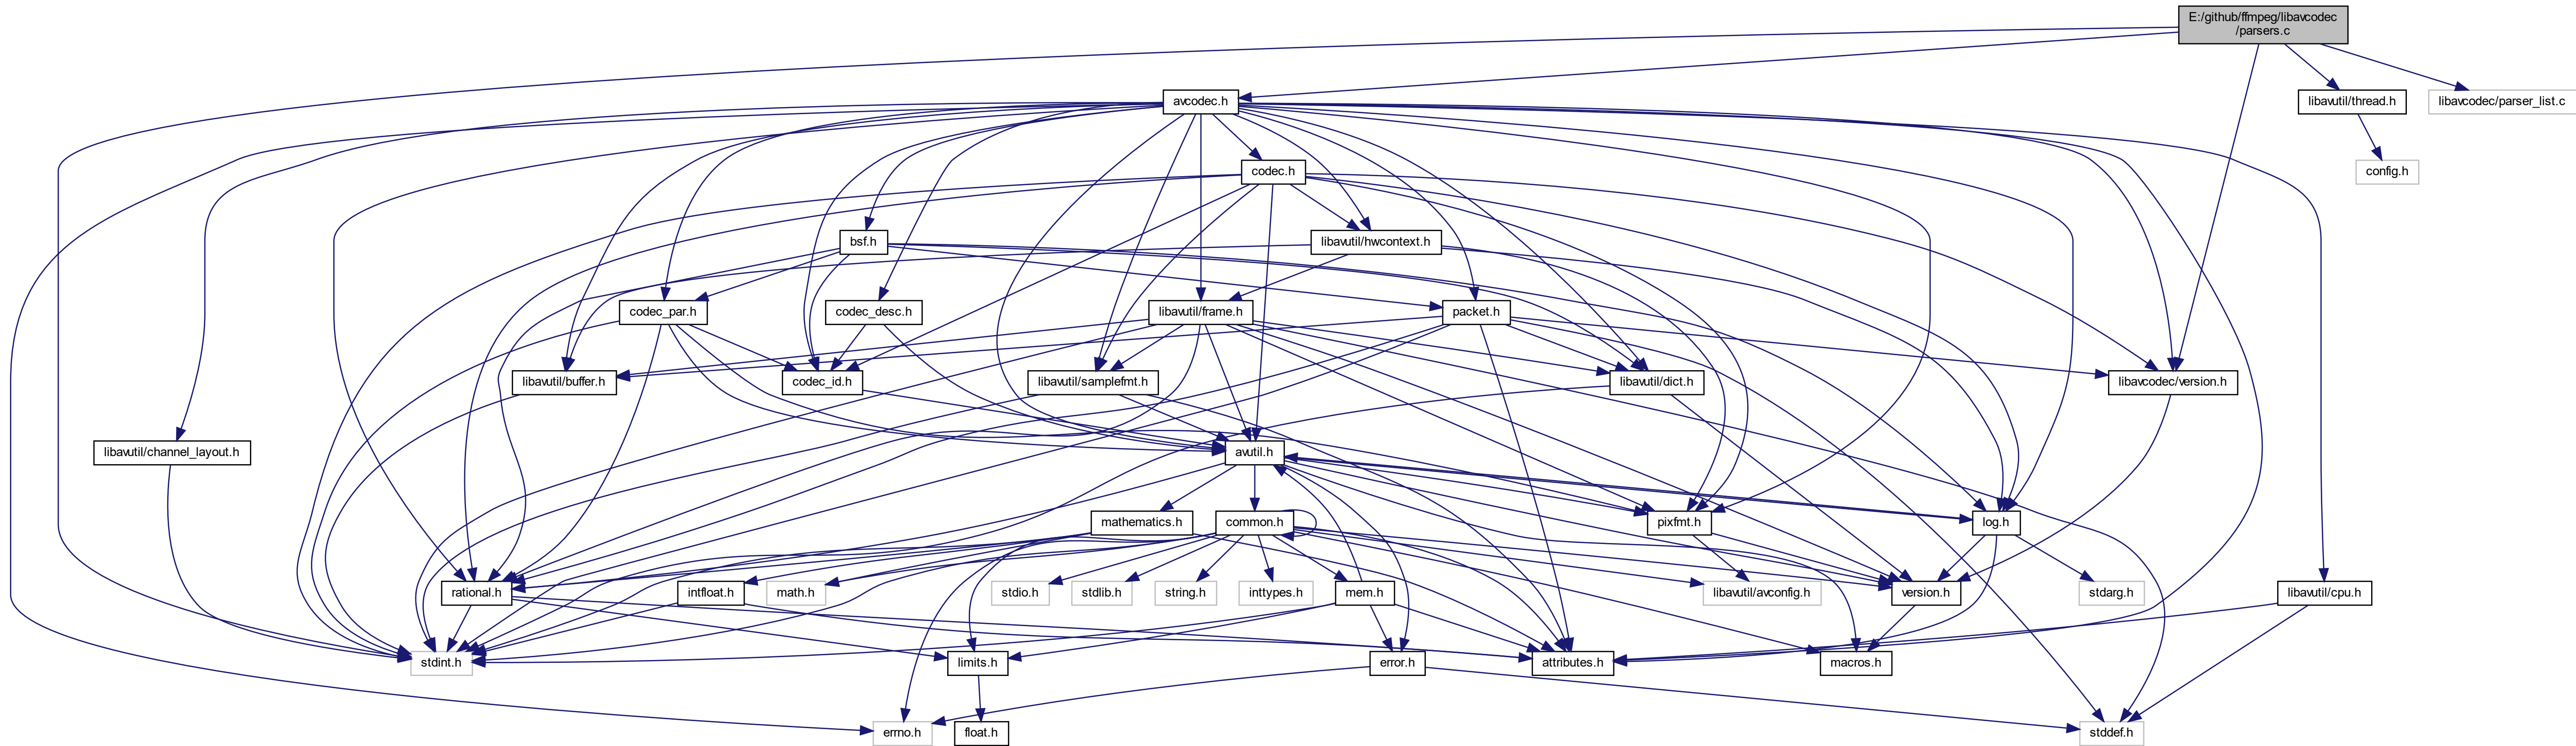 E:/github/ffmpeg/libavcodec
/parsers.c
avcodec.h
libavutil/thread.h
libavcodec/parser_list.c
codec.h
config.h
bsf.h
libavutil/hwcontext.h
codec_par.h
codec_desc.h
libavutil/frame.h
packet.h
libavutil/buffer.h
codec_id.h
libavutil/samplefmt.h
libavutil/dict.h
libavcodec/version.h
libavutil/channel_layout.h
avutil.h
mathematics.h
common.h
pixfmt.h
log.h
rational.h
intfloat.h
math.h
stdio.h
stdlib.h
string.h
inttypes.h
mem.h
libavutil/avconfig.h
version.h
stdarg.h
libavutil/cpu.h
stdint.h
limits.h
error.h
attributes.h
macros.h
errno.h
float.h
stddef.h